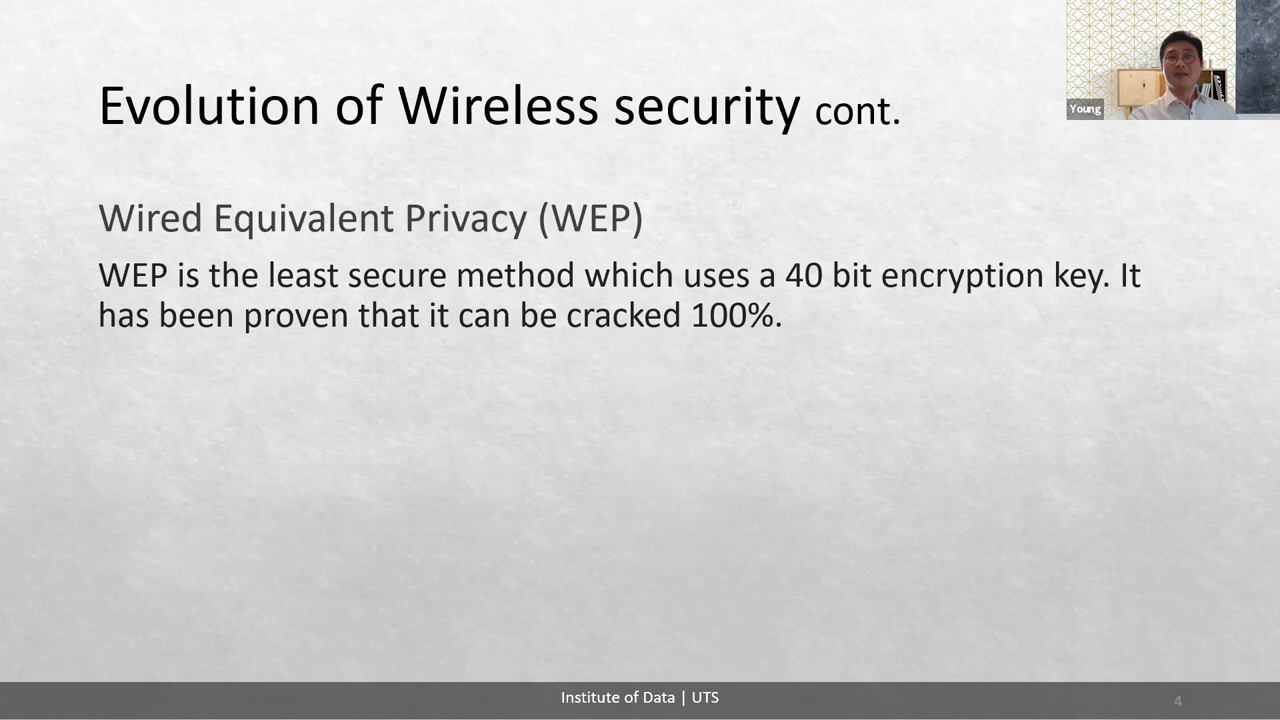 Evolution of Wireless security cont.
Young
Wired Equivalent Privacy (WEP)
WEP is the least secure method which uses a 40 bit encryption key. It
has been proven that it can be cracked 100%.
Institute of Data | UTS
4